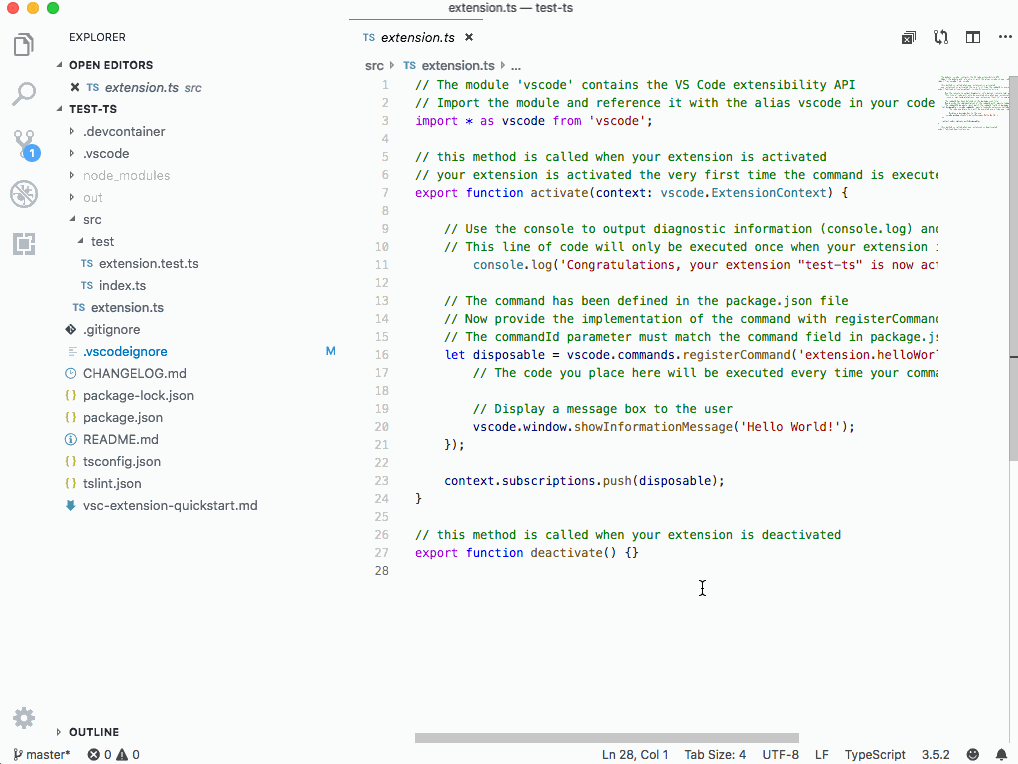 extension.ts — test-ts
EXPLORER
OPEN EDITORS
TS extension.ts src
TEST-TS
.devcontainer
.vscode
node_modules
out
src
test
TS extension.test.ts
TS index.ts
TS extension.ts
.gitignore
.vscodeignore M
CHANGELOG.md
{} package-lock.json
{} package.json
README.md
{} tsconfig.json
{} tslint.json
vsc-extension-quickstart.md
OUTLINE
1
TS extension.ts
src TS extension.ts ...
1 // The module 'vscode' contains the VS Code extensibility API
2 // Import the module and reference it with the alias vscode in your code
3 import * as vscode from 'vscode';
4
5 // this method is called when your extension is activated
6 // your extension is activated the very first time the command is execute
7 export function activate(context: vscode.ExtensionContext) {
8
9 // Use the console to output diagnostic information (console.log) and
10 // This line of code will only be executed once when your extension
11 console.log('Congratulations, your extension "test-ts" is now act
12
13 // The command has been defined in the package.json file
14 // Now provide the implementation of the command with registerCommand
15 // The commandId parameter must match the command field in package.js
16 let disposable = vscode.commands.registerCommand('extension.helloWor
17 // The code you place here will be executed every time your comma
18
19 // Display a message box to the user
20 vscode.window.showInformationMessage('Hello World!');
21 });
22
23 context.subscriptions.push(disposable);
24 }
25
26 // this method is called when your extension is deactivated
27 export function deactivate() {}
28
master* 0 0 Ln 28, Col 1 Tab Size: 4 UTF-8 LF TypeScript 3.5.2